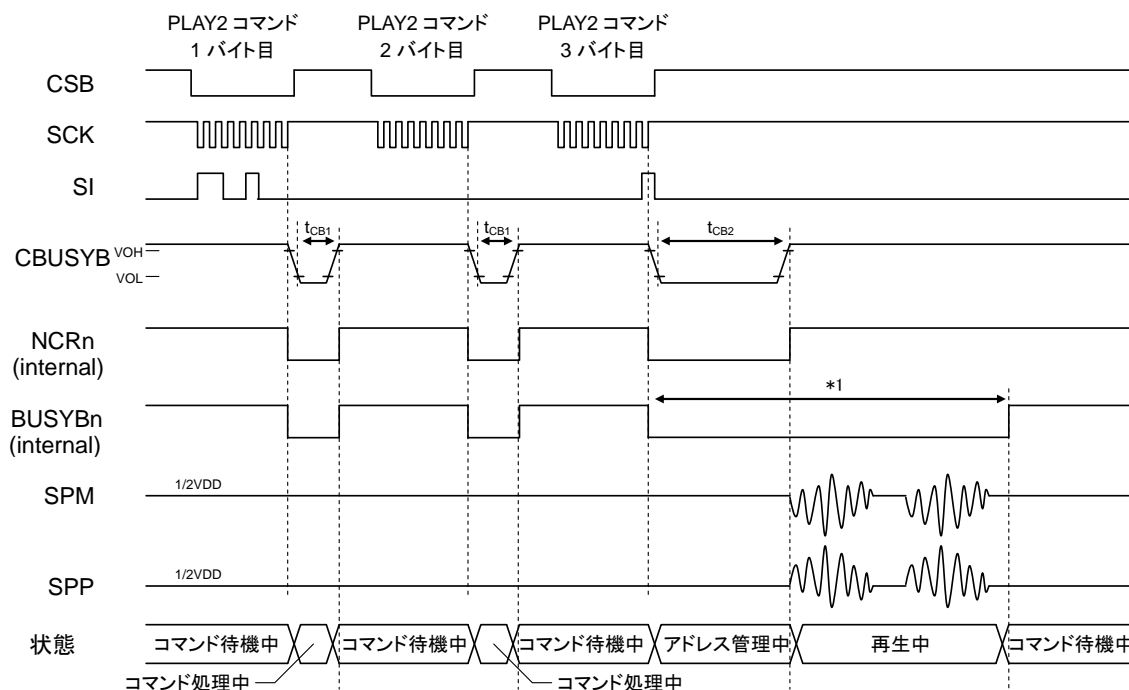 PLAY2 コマンド
1 バイト目
PLAY2 コマンド
2 バイト目
PLAY2 コマンド
3 バイト目
CSB
SCK
SI
CBUSYB
VOH
VOL
tCB1
tCB1
tCB2
NCRn
(internal)
BUSYBn
(internal)
*1
SPM
1/2VDD
SPP
1/2VDD
状態
コマンド待機中
コマンド待機中
コマンド待機中
アドレス管理中
再生中
コマンド待機中
コマンド処理中
コマンド処理中